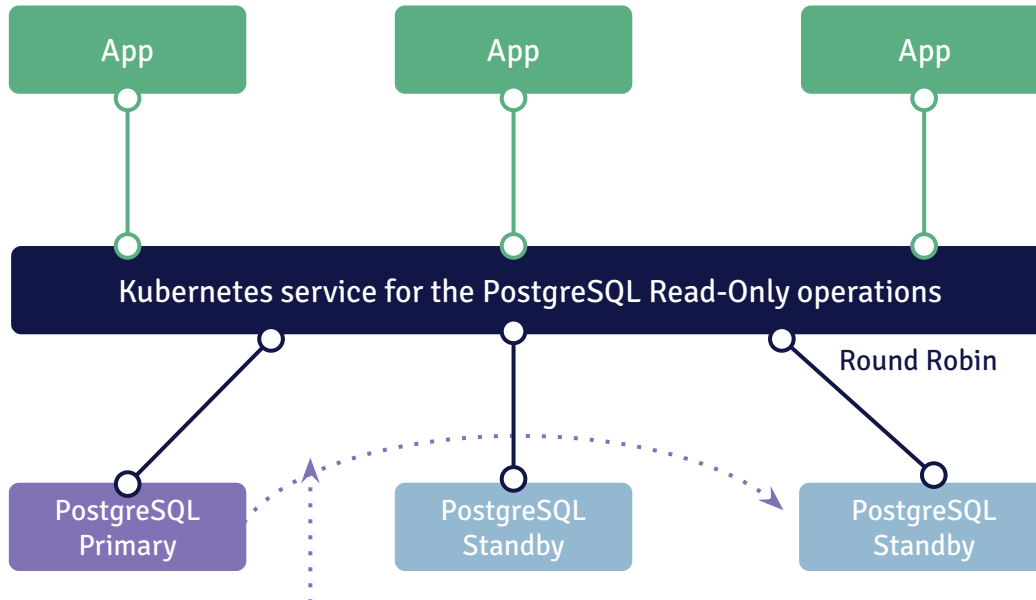 App
App
App
Kubernetes service for the PostgreSQL Read-Only operations
Round Robin
PostgreSQL
Primary
PostgreSQL
Standby
PostgreSQL
Standby